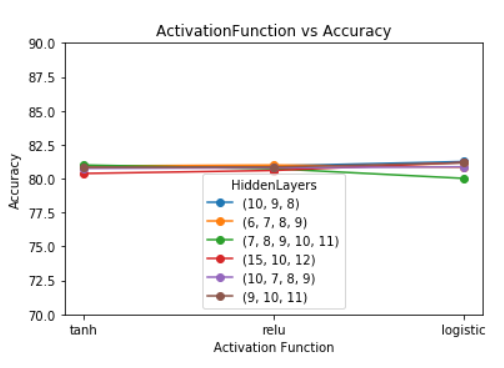 ActivationFunction vs Accuracy
90.0
87.5
85.0
82.5
80.0
77.5
75.0
72.5
70.0
Accuracy
HiddenLayers
(10, 9, 8)
(6, 7, 8, 9)
(7, 8, 9, 10, 11)
(15, 10, 12)
(10, 7, 8, 9)
(9, 10, 11)
tanh relu logistic
Activation Function